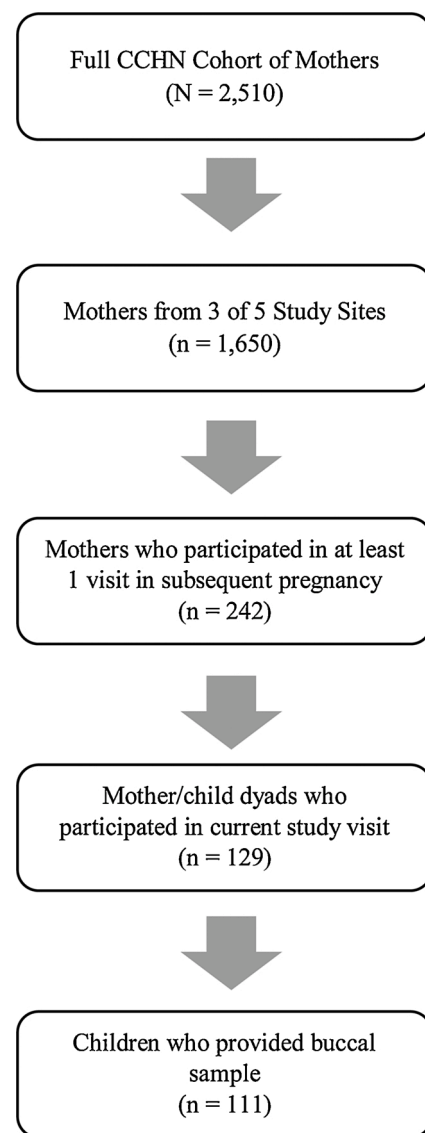 Full CCHN Cohort of Mothers
(N = 2,510)
Mothers from 3 of 5 Study Sites
(n = 1,650)
Mothers who participated in at least
1 visit in subsequent pregnancy
(n = 242)
Mother/child dyads who
participated in current study visit
(n = 129)
Children who provided buccal
sample
(n = 111)